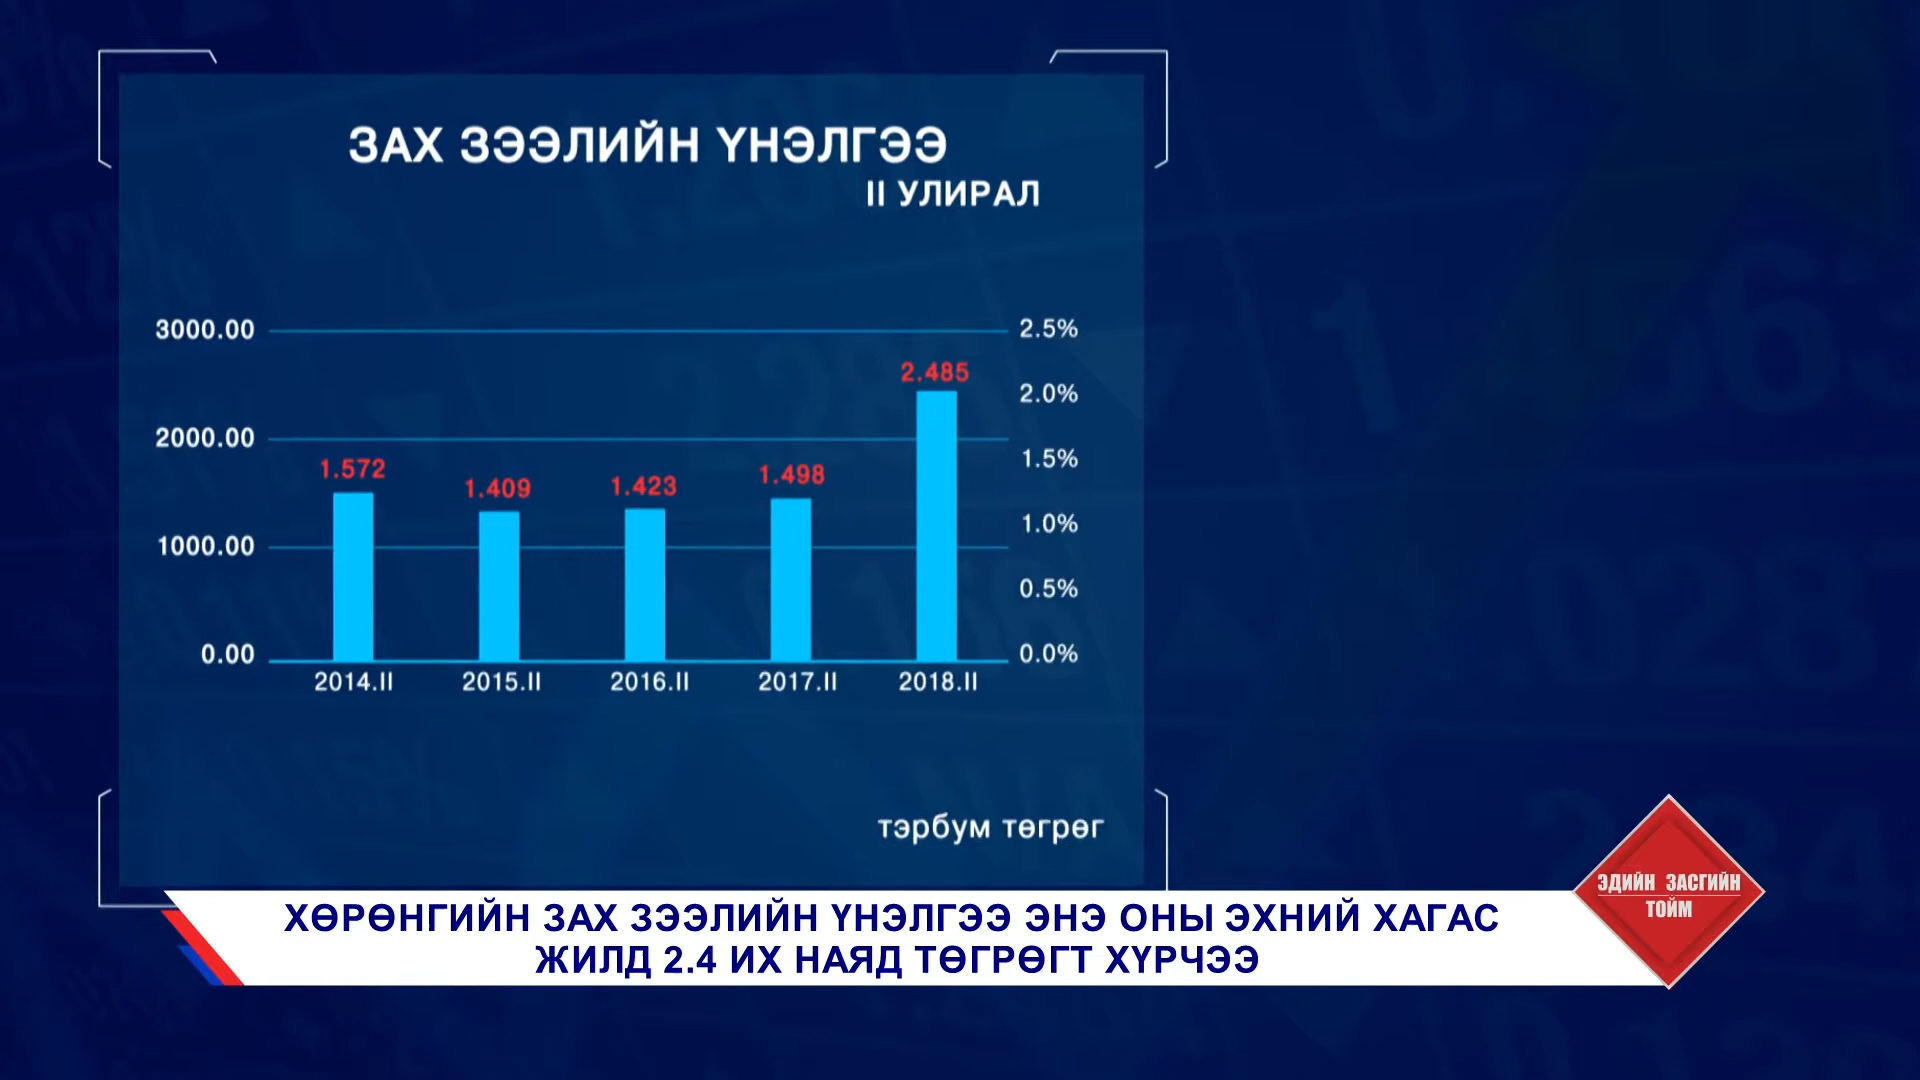 ЗАХ ЗЭЭЛИЙН ҮНЭЛГЭЭ
II УЛИРАЛ
3000.00
2000.00
1000.00
0.00
2.5%
2.0%
1.5%
1.0%
0.5%
0.0%
1.572
1.409
1.423
1.498
2.485
2014.II
2015.II
2016.II
2017.II
2018.II
тэрбум төгрөг
ХӨРӨНГИЙН ЗАХ ЗЭЭЛИЙН ҮНЭЛГЭЭ ЭНЭ ОНЫ ЭХНИЙ ХАГАС
ЖИЛД 2.4 ИХ НАЯД ТӨГРӨГТ ХҮРЧЭЭ
ЭДИЙН ЗАСГИЙН
ТОЙМ